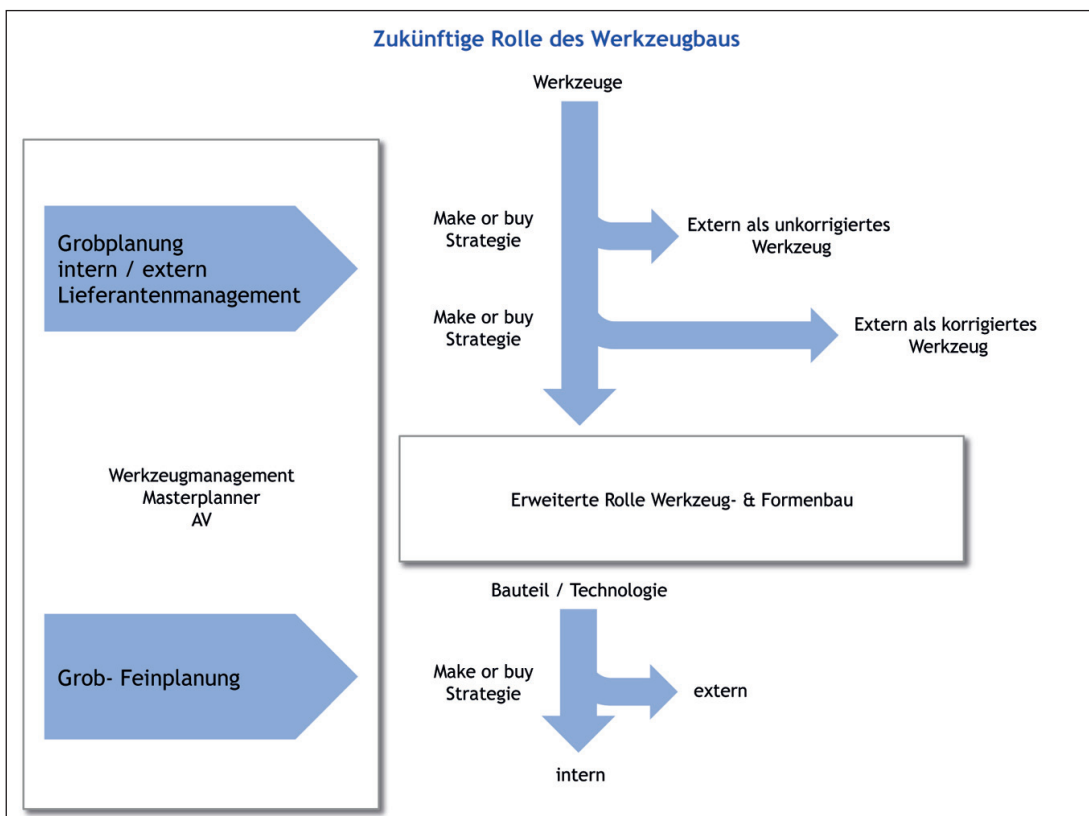 Zukünftige Rolle des Werkzeugbaus
Werkzeuge
Grobplanung
intern / extern
Lieferantenmanagement
Make or buy
Strategie
Extern als unkorrigiertes
Werkzeug
Make or buy
Strategie
Extern als korrigiertes
Werkzeug
Werkzeugmanagement
Masterplanner
AV
Erweiterte Rolle Werkzeug- & Formenbau
Bauteil / Technologie
Grob- Feinplanung
Make or buy
Strategie
extern
intern